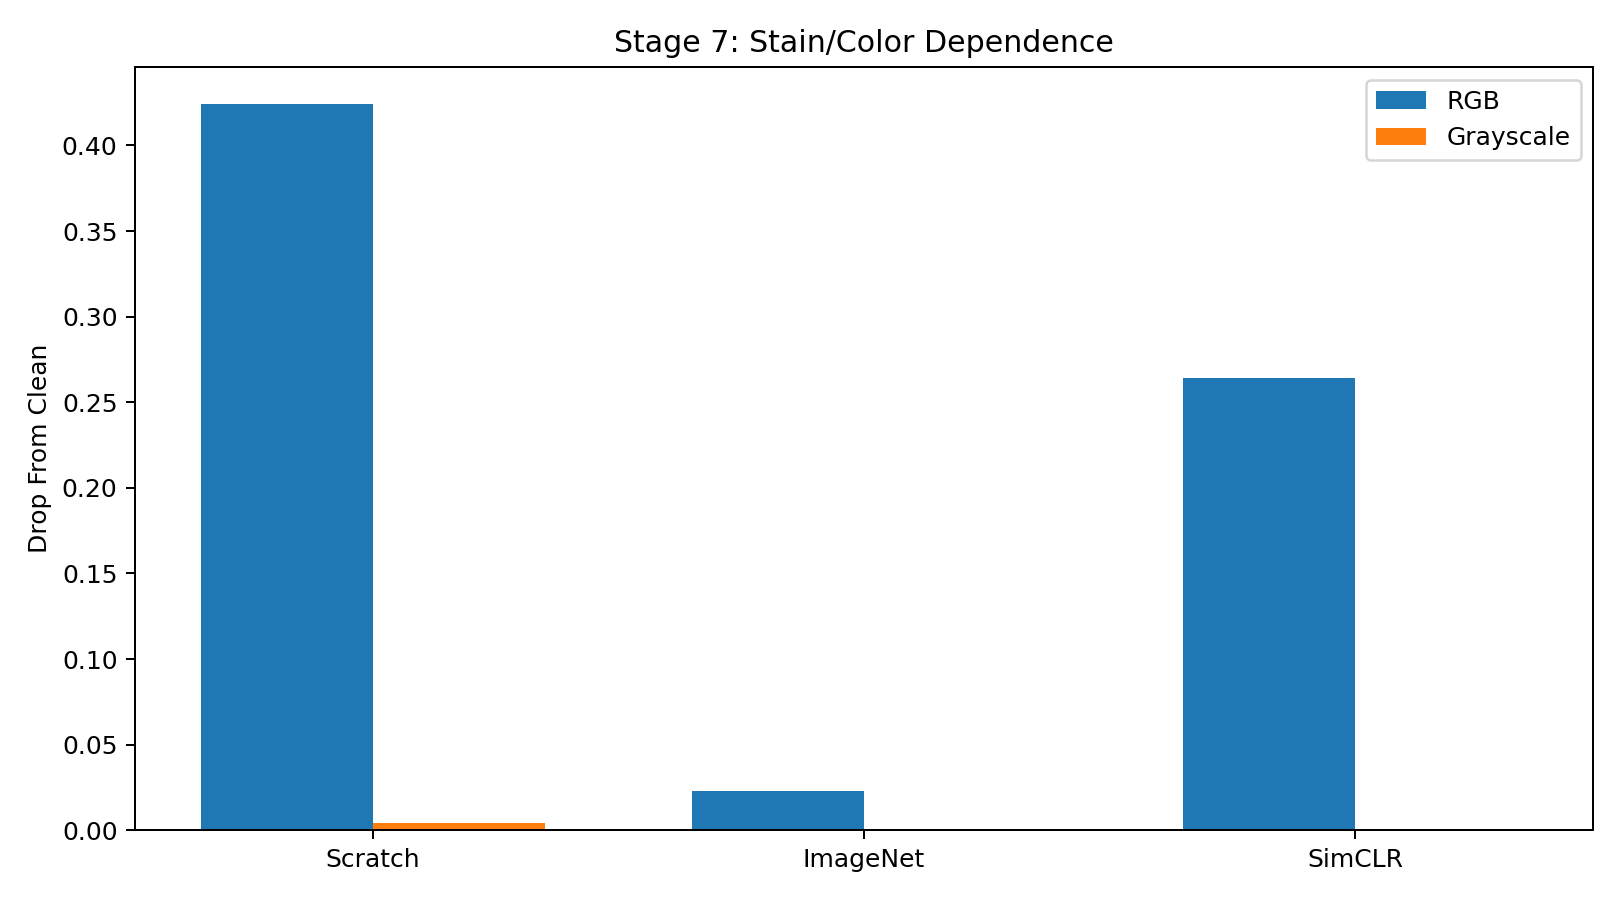 Stage 7: Stain/Color Dependence
RGB
Grayscale
Drop From Clean
0.40
0.35
0.30
0.25
0.20
0.15
0.10
0.05
0.00
Scratch
ImageNet
SimCLR